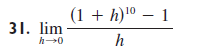 31. lim h→0 (1 + h)¹⁰ − 1 / h